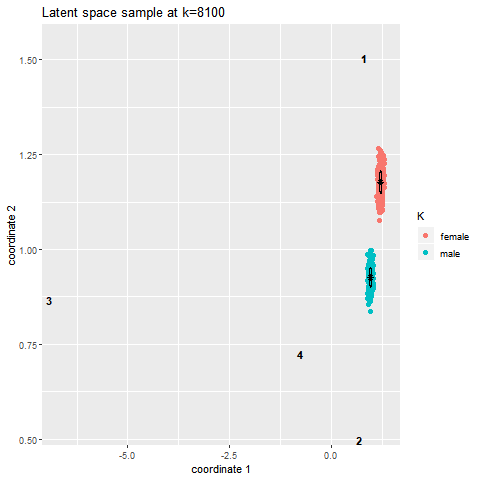 Latent space sample at k=8100
1
1.50
1.25
coordinate 2
1.00
0.75
0.50
3
4
2
K
female
male
-5.0
-2.5
0.0
coordinate 1